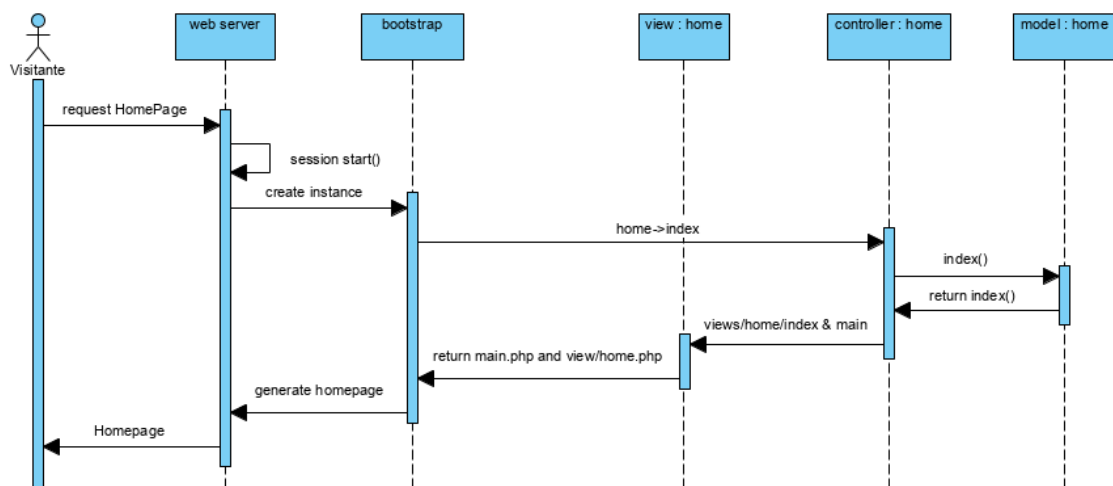 web server
bootstrap
view : home
controller : home
model : home
Visitante
request HomePage
session start()
create instance
home->index
index()
return index()
views/home/index & main
return main.php and view/home.php
generate homepage
Homepage